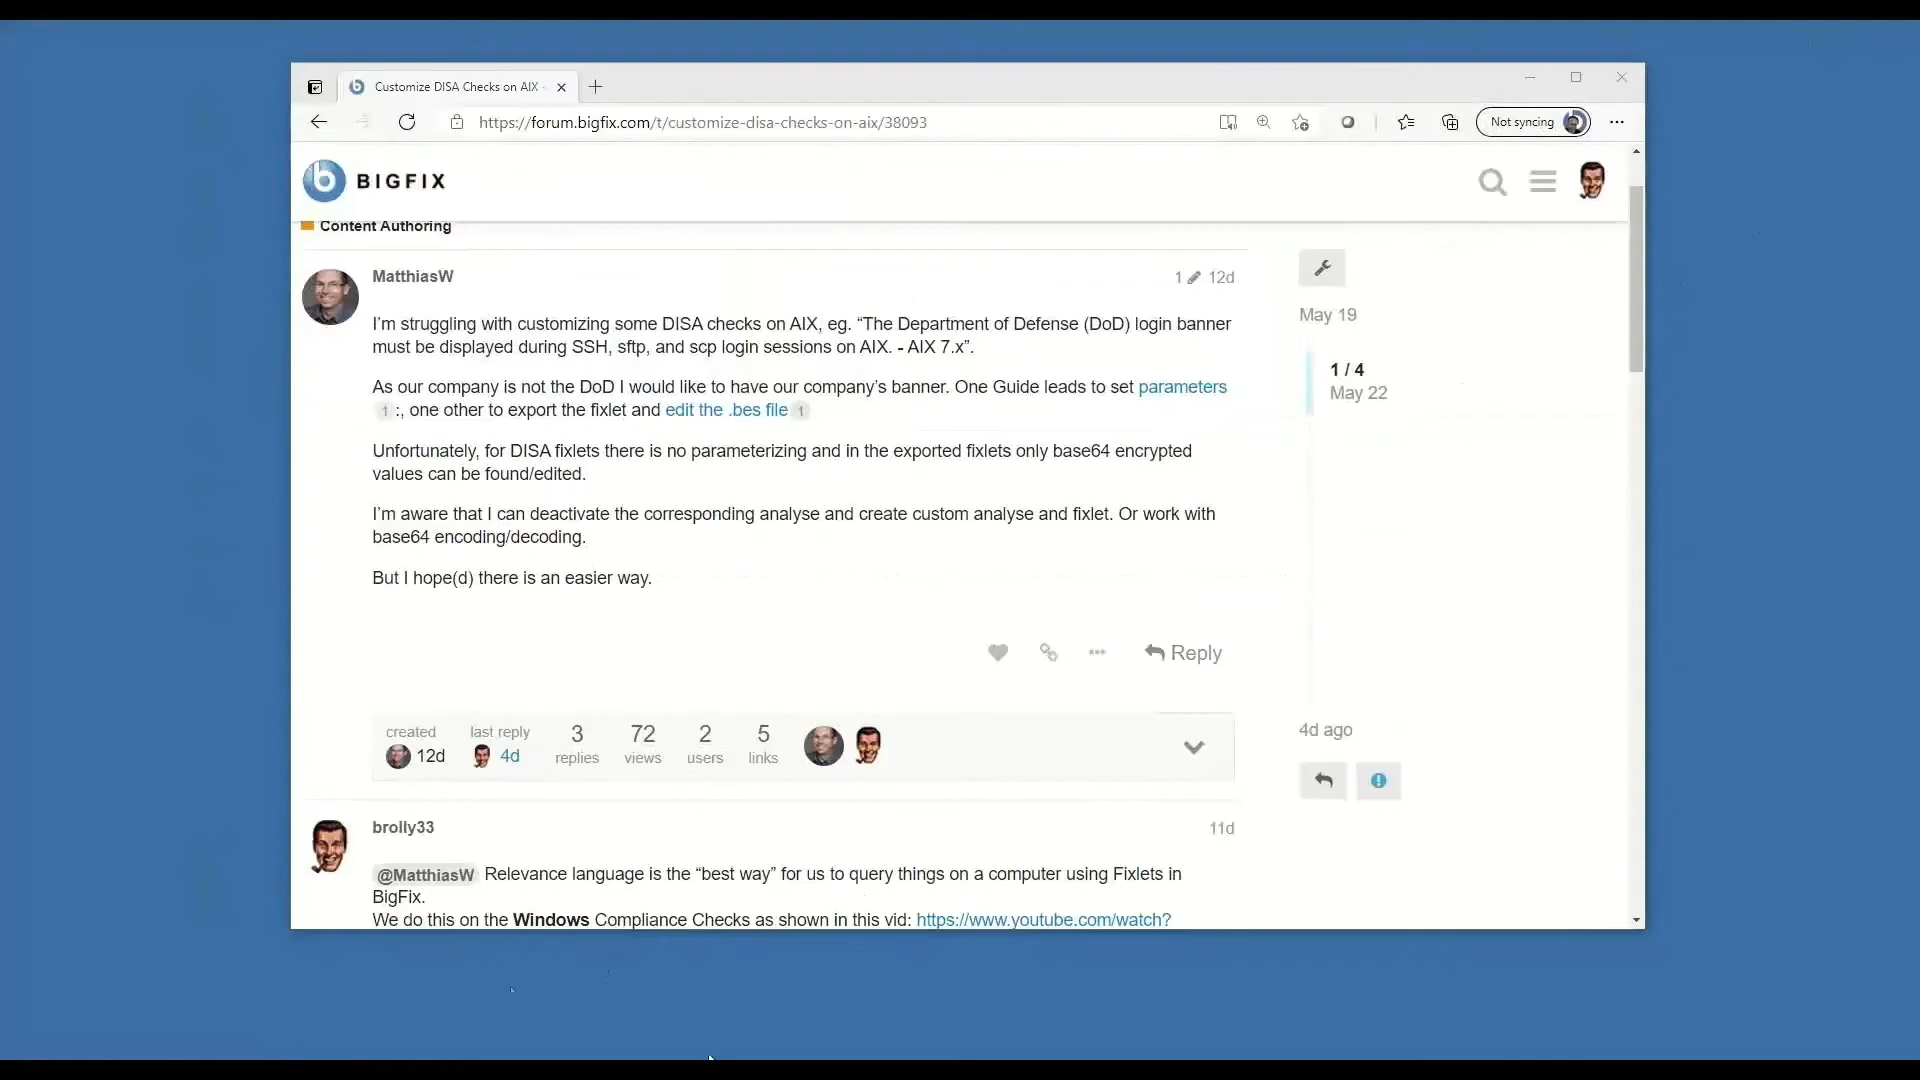 Customize DISA Checks on AIX
https://forum.bigfix.com/t/customize-disa-checks-on-aix/38093
Not syncing
BIGFIX
Content Authoring
MatthiasW
1 12d
I’m struggling with customizing some DISA checks on AIX, eg. “The Department of Defense (DoD) login banner
must be displayed during SSH, sftp, and scp login sessions on AIX. - AIX 7.x”.
As our company is not the DoD I would like to have our company’s banner. One Guide leads to set parameters
1 :, one other to export the fixlet and edit the .bes file 1
Unfortunately, for DISA fixlets there is no parameterizing and in the exported fixlets only base64 encrypted
values can be found/edited.
I’m aware that I can deactivate the corresponding analyse and create custom analyse and fixlet. Or work with
base64 encoding/decoding.
But I hope(d) there is an easier way.
Reply
created last reply 3 72 2 5
12d 4d replies views users links
May 19
1 / 4
May 22
4d ago
brolly33
11d
@MatthiasW Relevance language is the “best way” for us to query things on a computer using Fixlets in
BigFix.
We do this on the Windows Compliance Checks as shown in this vid: https://www.youtube.com/watch?